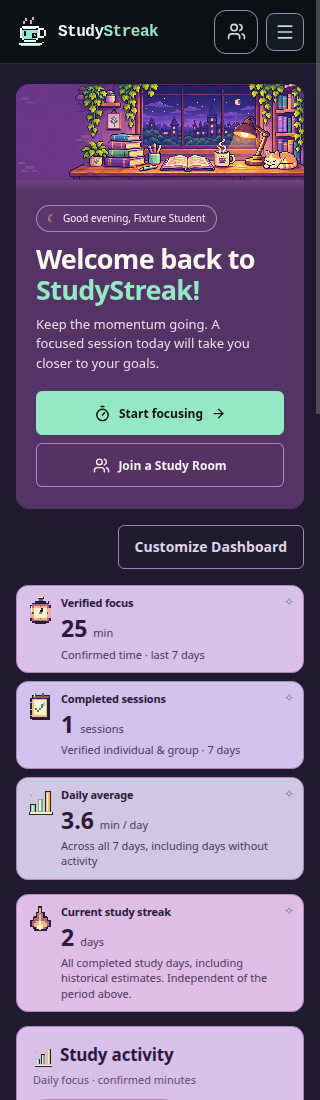 StudyStreak
Good evening, Fixture Student
Welcome back to
StudyStreak!
Keep the momentum going. A
focused session today will take you
closer to your goals.
Start focusing
Join a Study Room
Customize Dashboard
Verified focus
25 min
Confirmed time · last 7 days
Completed sessions
1 sessions
Verified individual & group · 7 days
Daily average
3.6 min / day
Across all 7 days, including days without
activity
Current study streak
2 days
All completed study days, including
historical estimates. Independent of the
period above.
Study activity
Daily focus · confirmed minutes